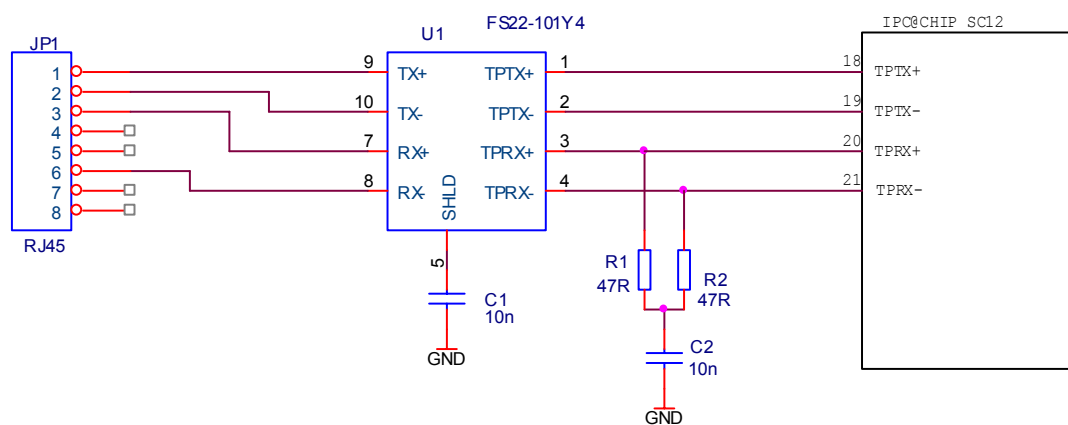 FS22-101Y4
IPC@CHIP SC12
U1
JP1
1 9 TX+ TPTX+ 1 18 TPTX+
2
3 10 TX- TPTX- 2 19 TPTX-
4
5 7 RX+ TPRX+ 3 20 TPRX+
6
7 8 RX- TPRX- 4 21 TPRX-
8
SHLD
RJ45
5
R1
47R
R2
47R
C1
10n
GND
C2
10n
GND